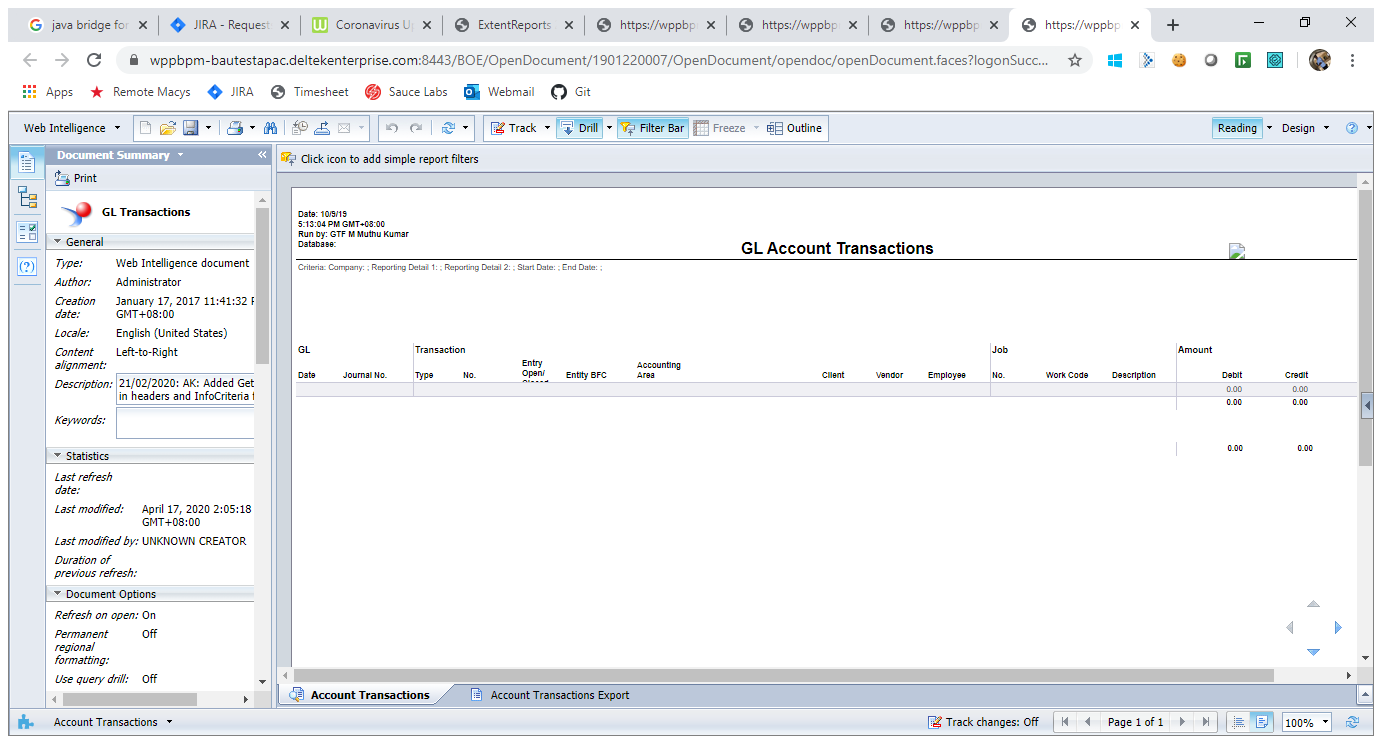 java bridge for
JIRA - Request
Coronavirus U
ExtentReports
https://wppbp
https://wppbp
https://wppbp
https://wppbp
wppbpm-bautestapac.deltekenterprise.com:8443/BOE/OpenDocument/1901220007/OpenDocument/opendoc/openDocument.faces?logonSucc...
Apps Remote Macys JIRA Timesheet Sauce Labs Webmail Git
Web Intelligence Track Drill Filter Bar Freeze Outline Reading Design
Document Summary
Click icon to add simple report filters
Print
GL Transactions
General
Type: Web Intelligence document
Author: Administrator
Creation date: January 17, 2017 11:41:32 P
GMT+08:00
Locale: English (United States)
Content alignment: Left-to-Right
Description: 21/02/2020: AK: Added Get
in headers and InfoCriteria f
Keywords:
Statistics
Last refresh date:
Last modified: April 17, 2020 2:05:18
GMT+08:00
Last modified by: UNKNOWN CREATOR
Duration of previous refresh:
Document Options
Refresh on open: On
Permanent regional formatting: Off
Use query drill: Off
Date: 10/9/19
5:13:04 PM GMT+08:00
Run by: GTF M Muthu Kumar
Database:
GL Account Transactions
Criteria: Company: ; Reporting Detail 1: ; Reporting Detail 2: ; Start Date: ; End Date: ;
GL Transaction Job Amount
Date Journal No. Type No. Entry Open/ Closed Entity BFC Accounting Area Client Vendor Employee No. Work Code Description Debit Credit
0.00 0.00
0.00 0.00
0.00 0.00
Account Transactions Account Transactions Export
Account Transactions Track changes: Off Page 1 of 1 100%